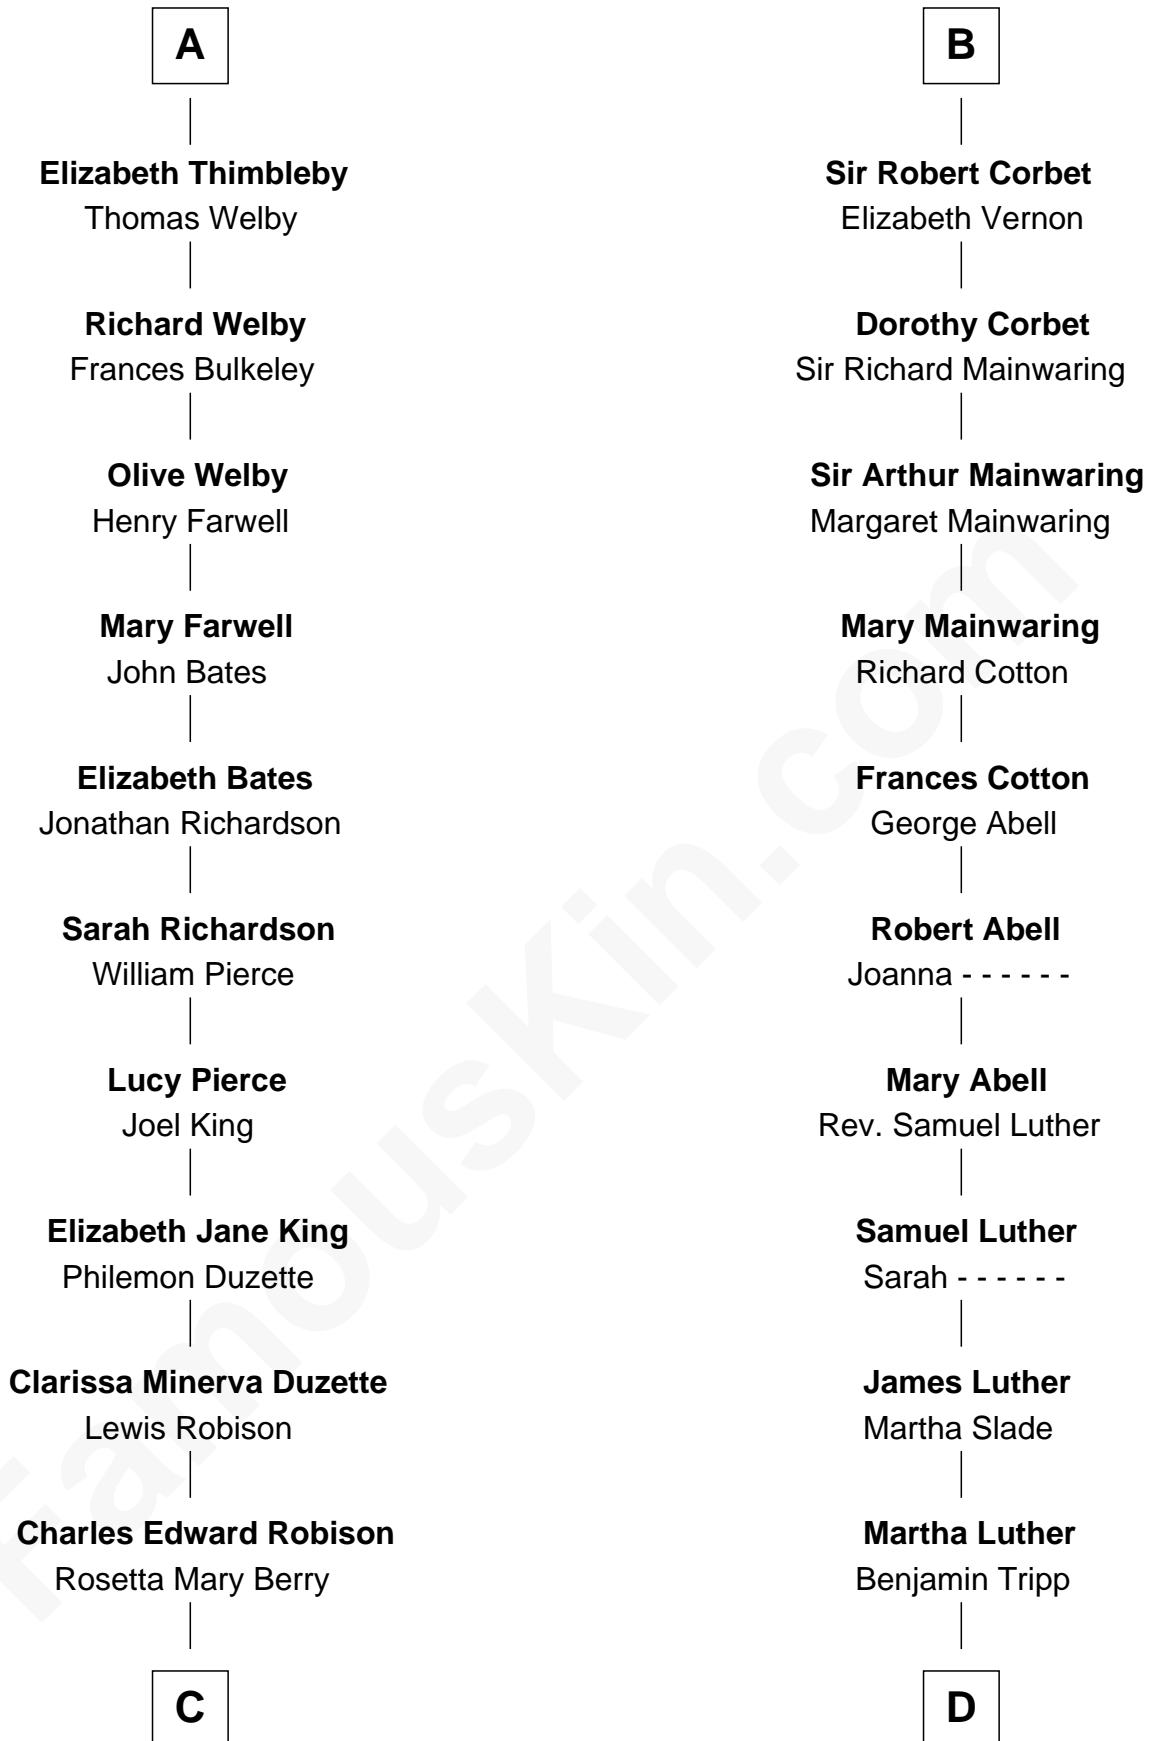 A
Elizabeth Thimbleby
Thomas Welby
Richard Welby
Frances Bulkeley
Olive Welby
Henry Farwell
Mary Farwell
John Bates
Elizabeth Bates
Jonathan Richardson
Sarah Richardson
William Pierce
Lucy Pierce
Joel King
Elizabeth Jane King
Philemon Duzette
Clarissa Minerva Duzette
Lewis Robison
Charles Edward Robison
Rosetta Mary Berry
C
B
Sir Robert Corbet
Elizabeth Vernon
Dorothy Corbet
Sir Richard Mainwaring
Sir Arthur Mainwaring
Margaret Mainwaring
Mary Mainwaring
Richard Cotton
Frances Cotton
George Abell
Robert Abell
Joanna - - - - - -
Mary Abell
Rev. Samuel Luther
Samuel Luther
Sarah - - - - - -
James Luther
Martha Slade
Martha Luther
Benjamin Tripp
D
FamousKin.com